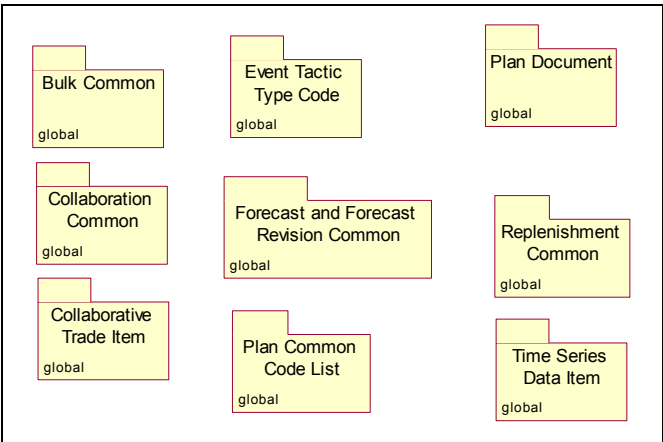 Bulk Common
global
Event Tactic
Type Code
global
Plan Document
global
Collaboration
Common
global
Forecast and Forecast
Revision Common
global
Replenishment
Common
global
Collaborative
Trade Item
global
Plan Common
Code List
global
Time Series
Data Item
global